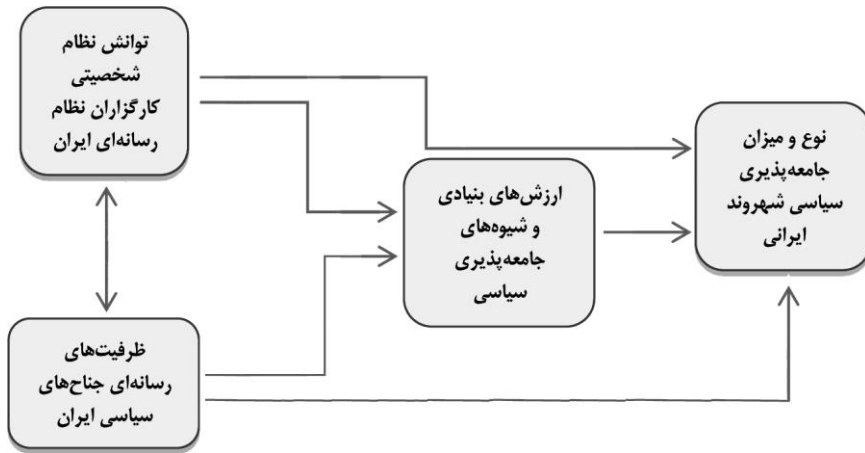 توانش نظام
شخصیتی
کارگزاران نظام
رسانه‌ای ایران
نوع و میزان
جامعه‌پذیری
سیاسی شهروند
ایرانی
ارزش‌های بنیادی
و شیوه‌های
جامعه‌پذیری
سیاسی
ظرفیت‌های
رسانه‌ای جناح‌های
سیاسی ایران